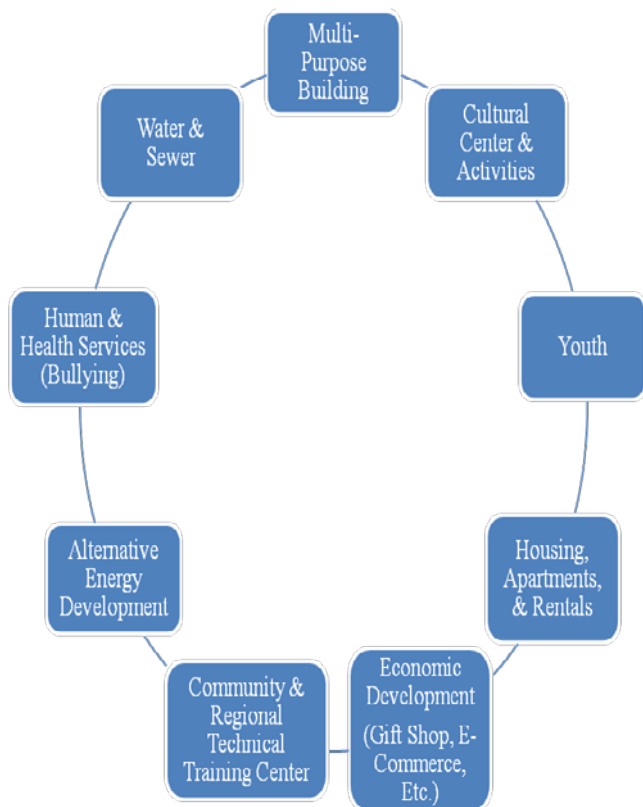 Multi-
Purpose
Building
Cultural
Center &
Activities
Youth
Housing,
Apartments,
& Rentals
Economic
Development
(Gift Shop, E-
Commerce,
Etc.)
Community &
Regional
Technical
Training Center
Alternative
Energy
Development
Human &
Health Services
(Bullying)
Water &
Sewer